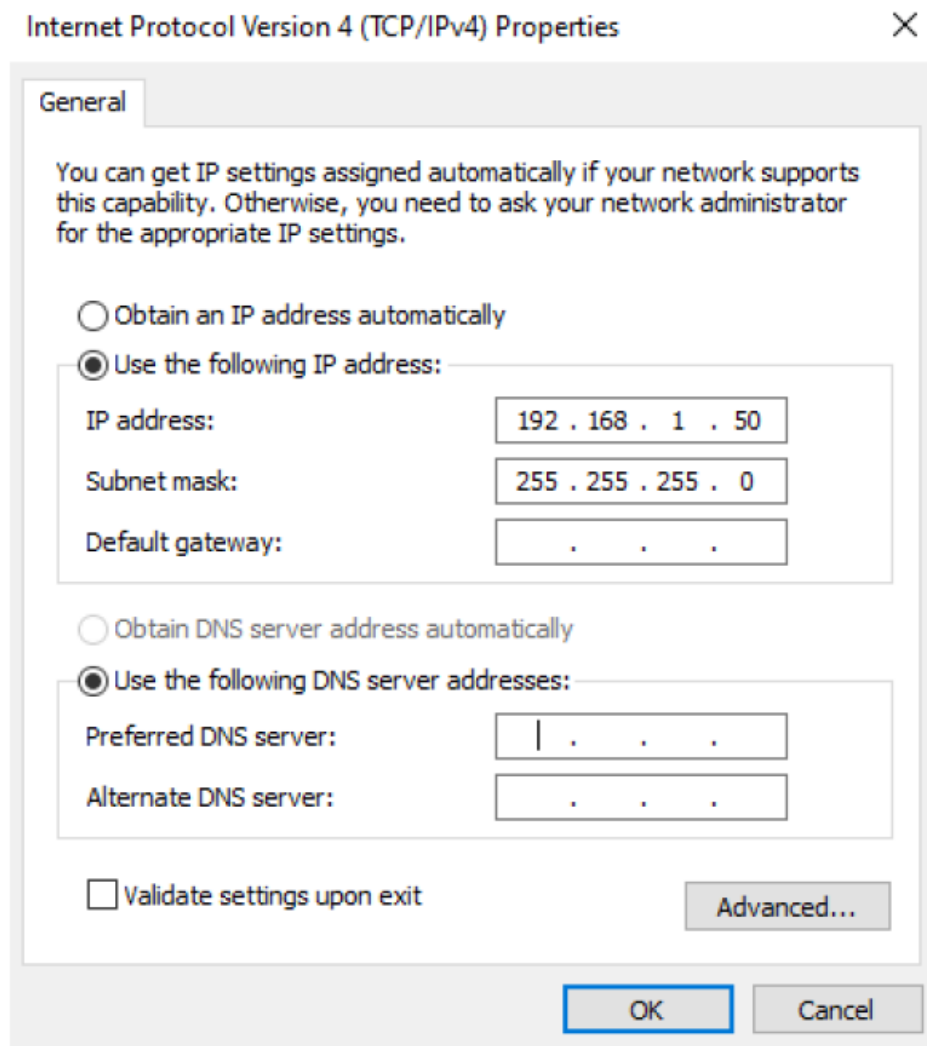 Internet Protocol Version 4 (TCP/IPv4) Properties
General
You can get IP settings assigned automatically if your network supports
this capability. Otherwise, you need to ask your network administrator
for the appropriate IP settings.
Obtain an IP address automatically
Use the following IP address:
IP address: 192 . 168 . 1 . 50
Subnet mask: 255 . 255 . 255 . 0
Default gateway: . . .
Obtain DNS server address automatically
Use the following DNS server addresses:
Preferred DNS server: . . .
Alternate DNS server: . . .
Validate settings upon exit
Advanced...
OK Cancel